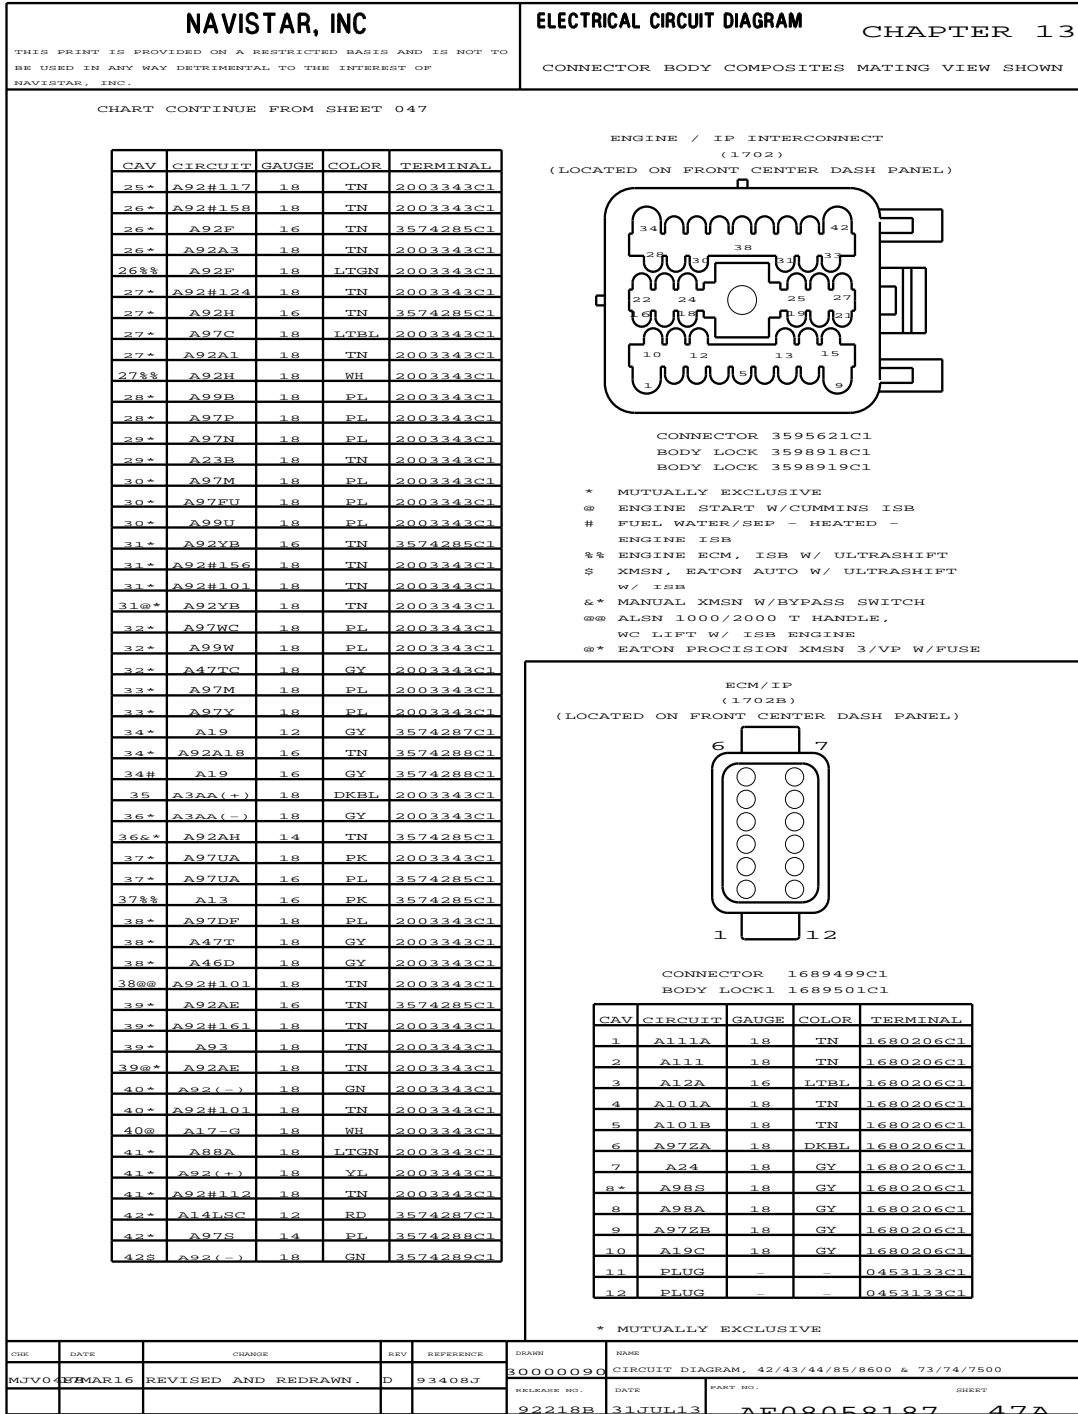 NAVISTAR, INC
THIS PRINT IS PROVIDED ON A RESTRICTED BASIS AND IS NOT TO
BE USED IN ANY WAY DETRIMENTAL TO THE INTEREST OF
NAVISTAR, INC.
ELECTRICAL CIRCUIT DIAGRAM
CHAPTER 13
CONNECTOR BODY COMPOSITES MATING VIEW SHOWN
CHART CONTINUE FROM SHEET 047
CAV CIRCUIT GAUGE COLOR TERMINAL
25* A92#117 18 TN 2003343C1
26* A92#158 18 TN 2003343C1
26* A92F 16 TN 3574285C1
26* A92A3 18 TN 2003343C1
26%% A92F 18 LTGN 2003343C1
27* A92#124 18 TN 2003343C1
27* A92H 16 TN 3574285C1
27* A97C 18 LTBL 2003343C1
27* A92A1 18 TN 2003343C1
27%% A92H 18 WH 2003343C1
28* A99B 18 PL 2003343C1
28* A97P 18 PL 2003343C1
29* A97N 18 PL 2003343C1
29* A23B 18 TN 2003343C1
30* A97M 18 PL 2003343C1
30* A97FU 18 PL 2003343C1
30* A99U 18 PL 2003343C1
31* A92YB 16 TN 3574285C1
31* A92#156 18 TN 2003343C1
31* A92#101 18 TN 2003343C1
31@* A92YB 18 TN 2003343C1
32* A97WC 18 PL 2003343C1
32* A99W 18 PL 2003343C1
32* A47TC 18 GY 2003343C1
33* A97M 18 PL 2003343C1
33* A97Y 18 PL 2003343C1
34* A19 12 GY 3574287C1
34* A92A18 16 TN 3574288C1
34# A19 16 GY 3574288C1
35 A3AA(+) 18 DKBL 2003343C1
36* A3AA(-) 18 GY 2003343C1
36&* A92AH 14 TN 3574285C1
37* A97UA 18 PK 2003343C1
37* A97UA 16 PL 3574285C1
37%% A13 16 PK 3574285C1
38* A97DF 18 PL 2003343C1
38* A47T 18 GY 2003343C1
38* A46D 18 GY 2003343C1
38@@ A92#101 18 TN 2003343C1
39* A92AE 16 TN 3574285C1
39* A92#161 18 TN 2003343C1
39* A93 18 TN 2003343C1
39@* A92AE 18 TN 2003343C1
40* A92(-) 18 GN 2003343C1
40* A92#101 18 TN 2003343C1
40@ A17-G 18 WH 2003343C1
41* A88A 18 LTGN 2003343C1
41* A92(+) 18 YL 2003343C1
41* A92#112 18 TN 2003343C1
42* A14LSC 12 RD 3574287C1
42* A97S 14 PL 3574288C1
42$ A92(-) 18 GN 3574289C1
ENGINE / IP INTERCONNECT
(1702)
(LOCATED ON FRONT CENTER DASH PANEL)
34 42
38
28 30 31 33
22 24 25 27
16 18 19 21
10 12 13 15
1 5 9
CONNECTOR 3595621C1
BODY LOCK 3598918C1
BODY LOCK 3598919C1
* MUTUALLY EXCLUSIVE
@ ENGINE START W/CUMMINS ISB
# FUEL WATER/SEP - HEATED -
ENGINE ISB
%% ENGINE ECM, ISB W/ ULTRASHIFT
$ XMSN, EATON AUTO W/ ULTRASHIFT
W/ ISB
&* MANUAL XMSN W/BYPASS SWITCH
@@ ALSN 1000/2000 T HANDLE,
WC LIFT W/ ISB ENGINE
@* EATON PROCISION XMSN 3/VP W/FUSE
ECM/IP
(1702B)
(LOCATED ON FRONT CENTER DASH PANEL)
6 7
1 12
CONNECTOR 1689499C1
BODY LOCK1 1689501C1
CAV CIRCUIT GAUGE COLOR TERMINAL
1 A111A 18 TN 1680206C1
2 A111 18 TN 1680206C1
3 A12A 16 LTBL 1680206C1
4 A101A 18 TN 1680206C1
5 A101B 18 TN 1680206C1
6 A97ZA 18 DKBL 1680206C1
7 A24 18 GY 1680206C1
8* A98S 18 GY 1680206C1
8 A98A 18 GY 1680206C1
9 A97ZB 18 GY 1680206C1
10 A19C 18 GY 1680206C1
11 PLUG - - 0453133C1
12 PLUG - - 0453133C1
* MUTUALLY EXCLUSIVE
CHK DATE CHANGE REV REFERENCE
REVISED AND REDRAWN. D 93408J
DRAWN NAME
30000090 CIRCUIT DIAGRAM, 42/43/44/85/8600 & 73/74/7500
RELEASE NO. DATE PART NO. SHEET
92218B 31JUL13 AF08058187 47A